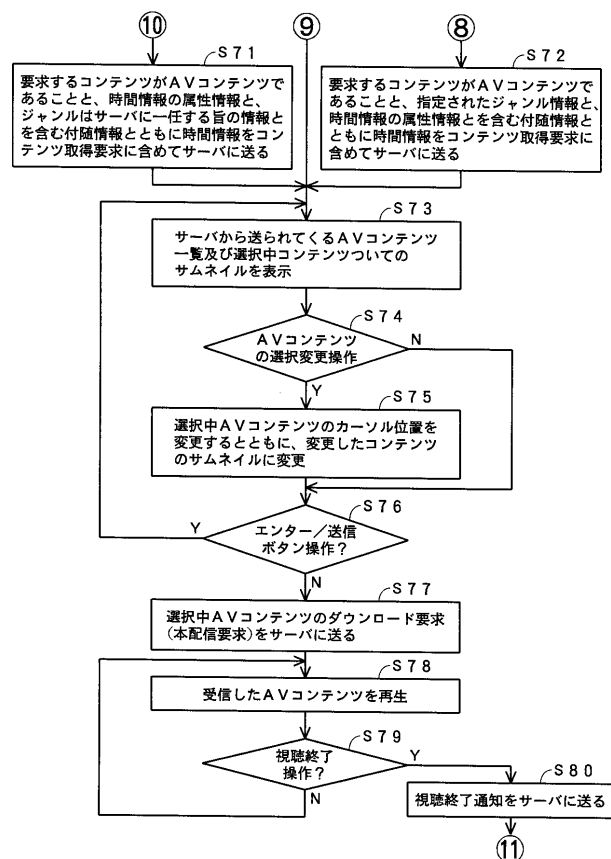 ⑩
⑨
⑧
S71
要求するコンテンツがAVコンテンツで
あることと、時間情報の属性情報と、
ジャンルはサーバに一任する旨の情報と
を含む付随情報とともに時間情報をコン
テンツ取得要求に含めてサーバに送る
S72
要求するコンテンツがAVコンテンツで
あることと、指定されたジャンル情報と、
時間情報の属性情報とを含む付随情報と
ともに時間情報をコンテンツ取得要求に
含めてサーバに送る
S73
サーバから送られてくるAVコンテンツ
一覧及び選択中コンテンツついての
サムネイルを表示
S74
AVコンテンツ
の選択変更操作
N
Y
S75
選択中AVコンテンツのカーソル位置を
変更するとともに、変更したコンテンツ
のサムネイルに変更
S76
エンター/送信
ボタン操作?
Y
N
S77
選択中AVコンテンツのダウンロード要求
(本配信要求)をサーバに送る
S78
受信したAVコンテンツを再生
S79
視聴終了
操作?
Y
N
S80
視聴終了通知をサーバに送る
⑪